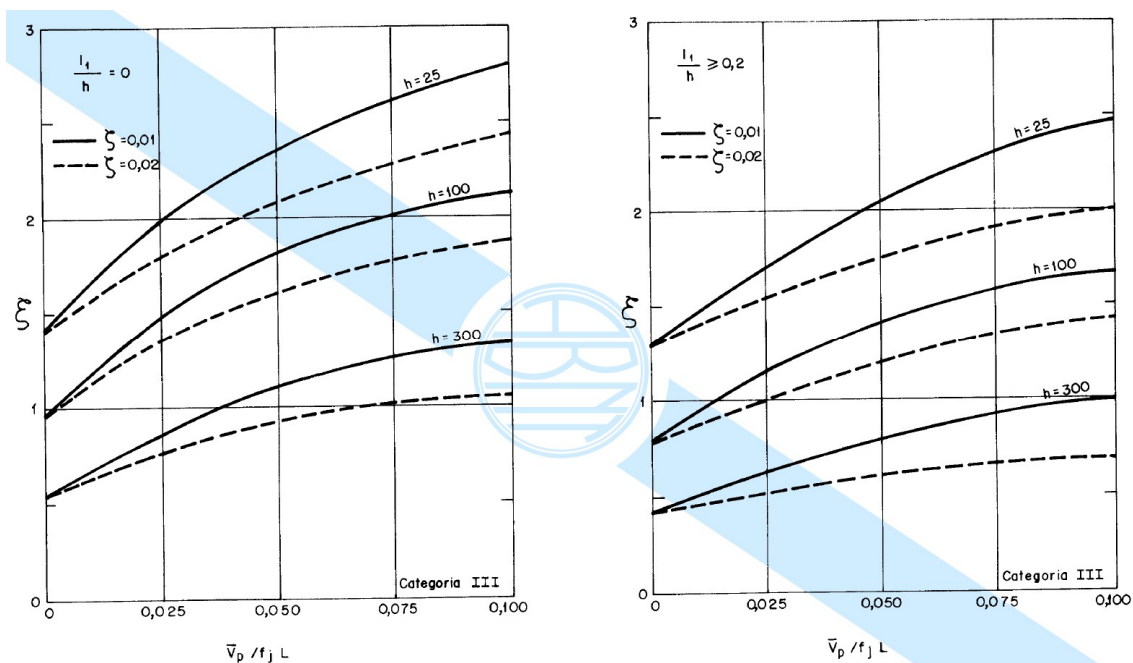 3
l₁/h = 0
h=25
ζ=0,01
ζ=0,02
2
h=100
ξ
h=300
1
Categoria III
0
0 0,025 0,050 0,075 0,100
V̄p /fj L
3
l₁/h ≥ 0,2
h=25
ζ=0,01
ζ=0,02
2
h=100
ξ
h=300
1
Categoria III
0
0 0,025 0,050 0,075 0,100
V̄p /fj L
ABNT